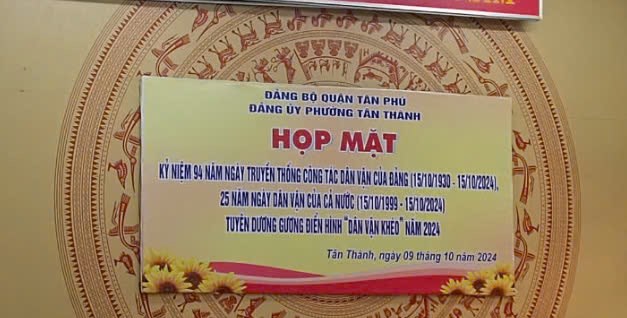 ĐẢNG BỘ QUẬN TÂN PHÚ
ĐẢNG ỦY PHƯỜNG TÂN THÀNH
HỌP MẶT
KỶ NIỆM 94 NĂM NGÀY TRUYỀN THỐNG CÔNG TÁC DÂN VẬN CỦA ĐẢNG (15/10/1930 - 15/10/2024),
25 NĂM NGÀY DÂN VẬN CỦA CẢ NƯỚC (15/10/1999 - 15/10/2024)
TUYÊN DƯƠNG GƯƠNG ĐIỂN HÌNH "DÂN VẬN KHÉO" NĂM 2024
Tân Thành, ngày 09 tháng 10 năm 2024